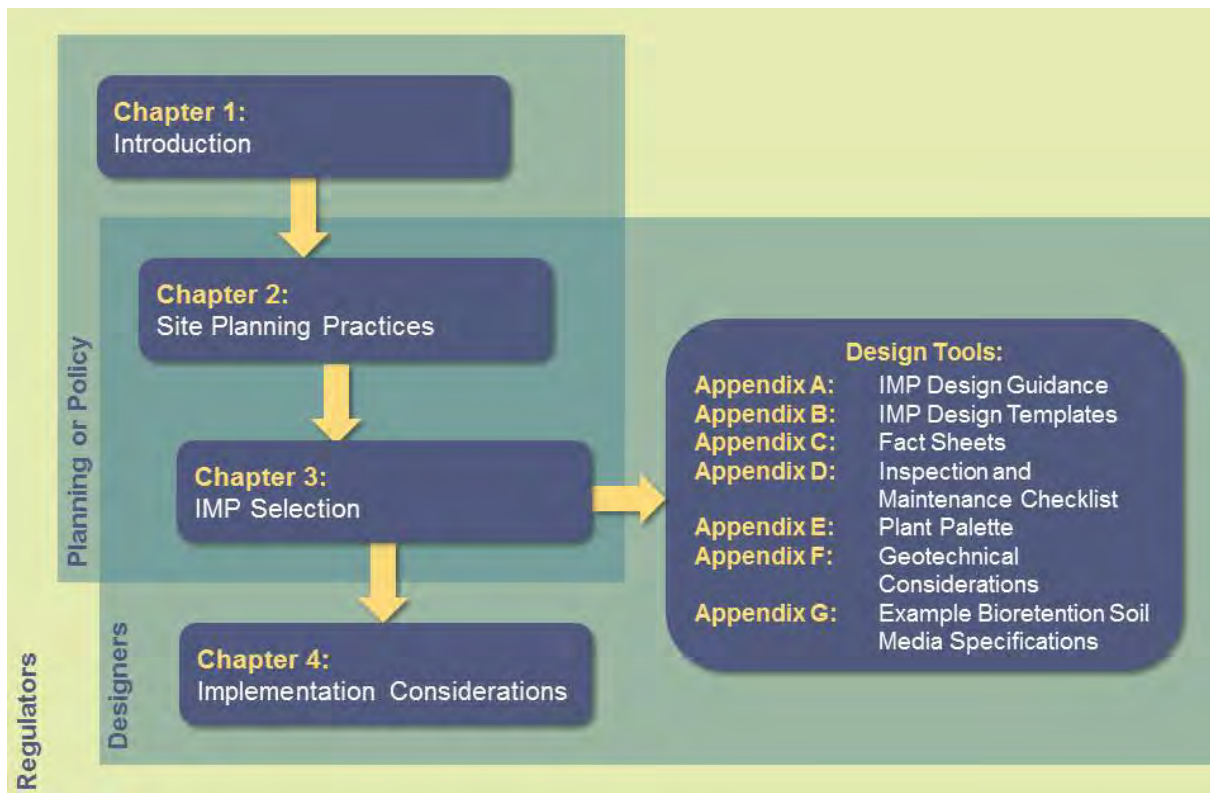 Chapter 1:
Introduction
Chapter 2:
Site Planning Practices
Chapter 3:
IMP Selection
Chapter 4:
Implementation Considerations
Design Tools:
Appendix A: IMP Design Guidance
Appendix B: IMP Design Templates
Appendix C: Fact Sheets
Appendix D: Inspection and
Maintenance Checklist
Appendix E: Plant Palette
Appendix F: Geotechnical
Considerations
Appendix G: Example Bioretention Soil
Media Specifications
Planning or Policy
Designers
Regulators